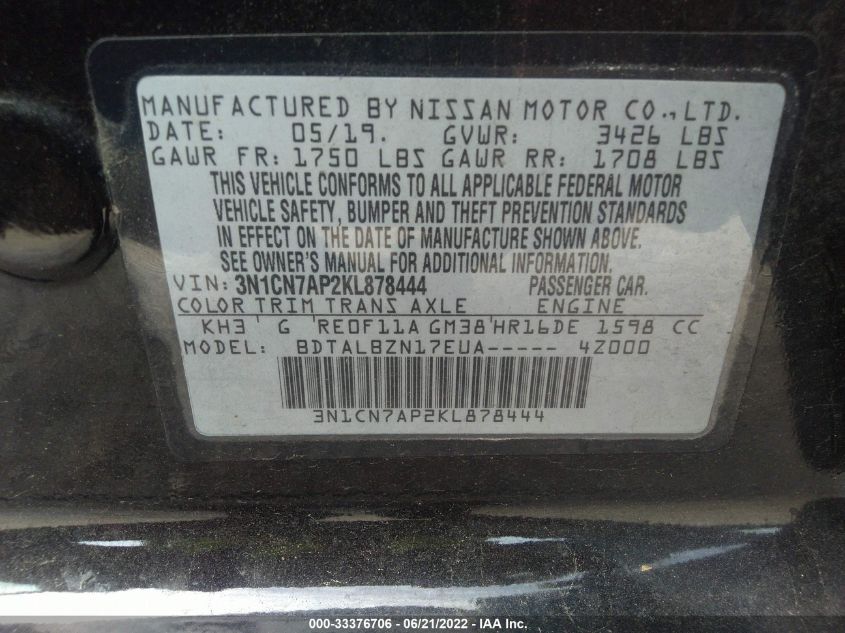 MANUFACTURED BY NISSAN MOTOR CO., LTD.
DATE: 05/19. GVWR: 3426 LBS
GAWR FR: 1750 LBS GAWR RR: 1708 LBS
THIS VEHICLE CONFORMS TO ALL APPLICABLE FEDERAL MOTOR
VEHICLE SAFETY, BUMPER AND THEFT PREVENTION STANDARDS
IN EFFECT ON THE DATE OF MANUFACTURE SHOWN ABOVE.
SEE OWNER'S MANUAL FOR ADDITIONAL INFORMATION.
VIN: 3N1CN7AP2KL878444 PASSENGER CAR.
COLOR TRIM TRANS AXLE ENGINE
KH3 G RE0F11A GM38 HR16DE 1598 CC
MODEL: BDTALBZN17EUA----- 4Z000
3N1CN7AP2KL878444
000-33376706 - 06/21/2022 - © IAA Inc.